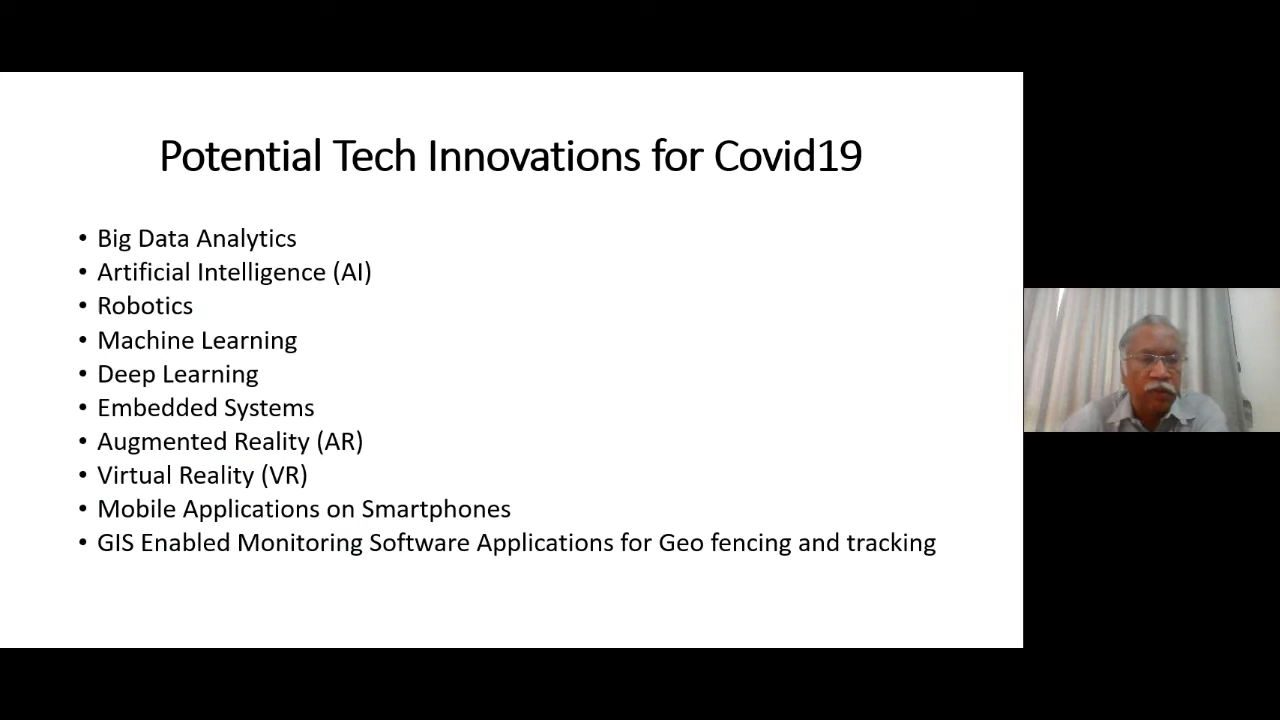 Potential Tech Innovations for Covid19
• Big Data Analytics
• Artificial Intelligence (AI)
• Robotics
• Machine Learning
• Deep Learning
• Embedded Systems
• Augmented Reality (AR)
• Virtual Reality (VR)
• Mobile Applications on Smartphones
• GIS Enabled Monitoring Software Applications for Geo fencing and tracking